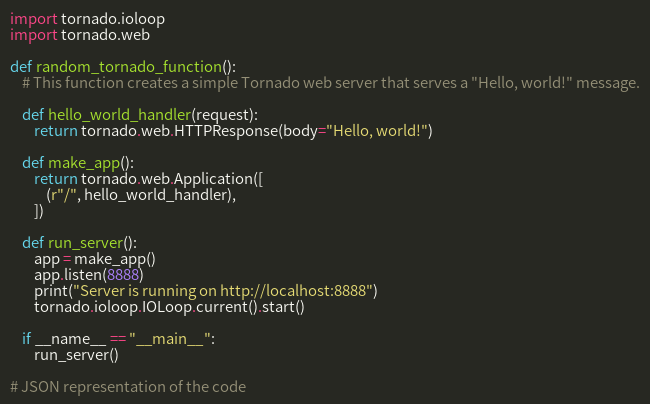 import tornado.ioloop
import tornado.web
def random_tornado_function():
# This function creates a simple Tornado web server that serves a "Hello, world!" message.
def hello_world_handler(request):
return tornado.web.HTTPResponse(body="Hello, world!")
def make_app():
return tornado.web.Application([
(r"/", hello_world_handler),
])
def run_server():
app = make_app()
app.listen(8888)
print("Server is running on http://localhost:8888")
tornado.ioloop.IOLoop.current().start()
if __name__ == "__main__":
run_server()
# JSON representation of the code